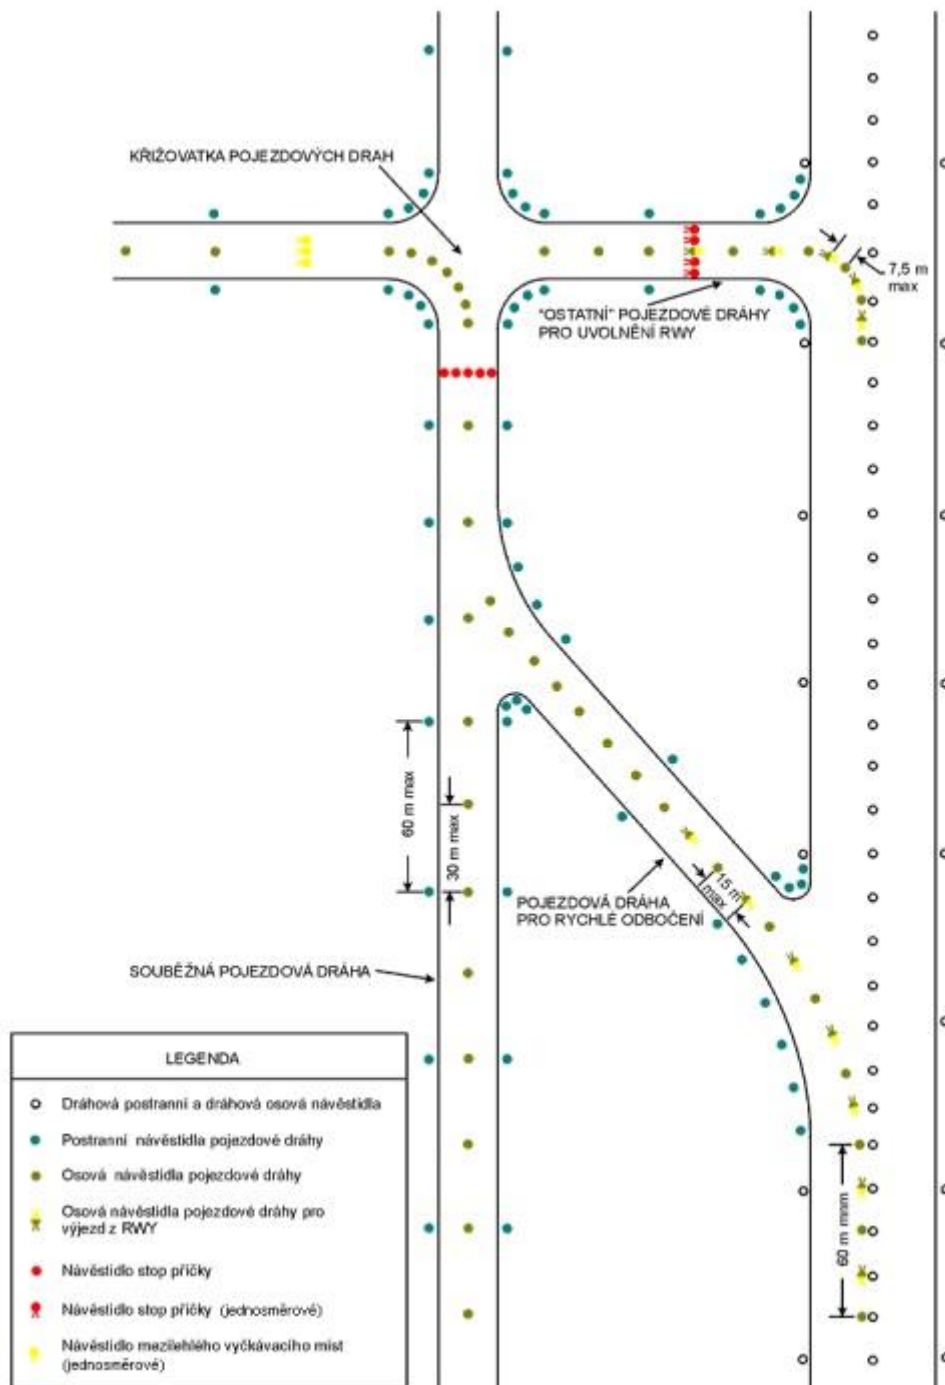 KŘIŽOVATKA POJEZDOVÝCH DRAH
7,5 m
max
"OSTATNÍ" POJEZDOVÉ DRÁHY
PRO UVOLNĚNÍ RWY
60 m max
30 m max
15 m
max
POJEZDOVÁ DRÁHA
PRO RYCHLÉ ODBOČENÍ
SOUBĚŽNÁ POJEZDOVÁ DRÁHA
60 m mnm
LEGENDA
Dráhová postranní a dráhová osová návěstidla
Postranní návěstidla pojezdové dráhy
Osová návěstidla pojezdové dráhy
Osová návěstidla pojezdové dráhy pro
výjezd z RWY
Návěstidlo stop příčky
Návěstidlo stop příčky (jednosměrové)
Návěstidlo mezilehlého vyčkávacího míst
(jednosměrové)